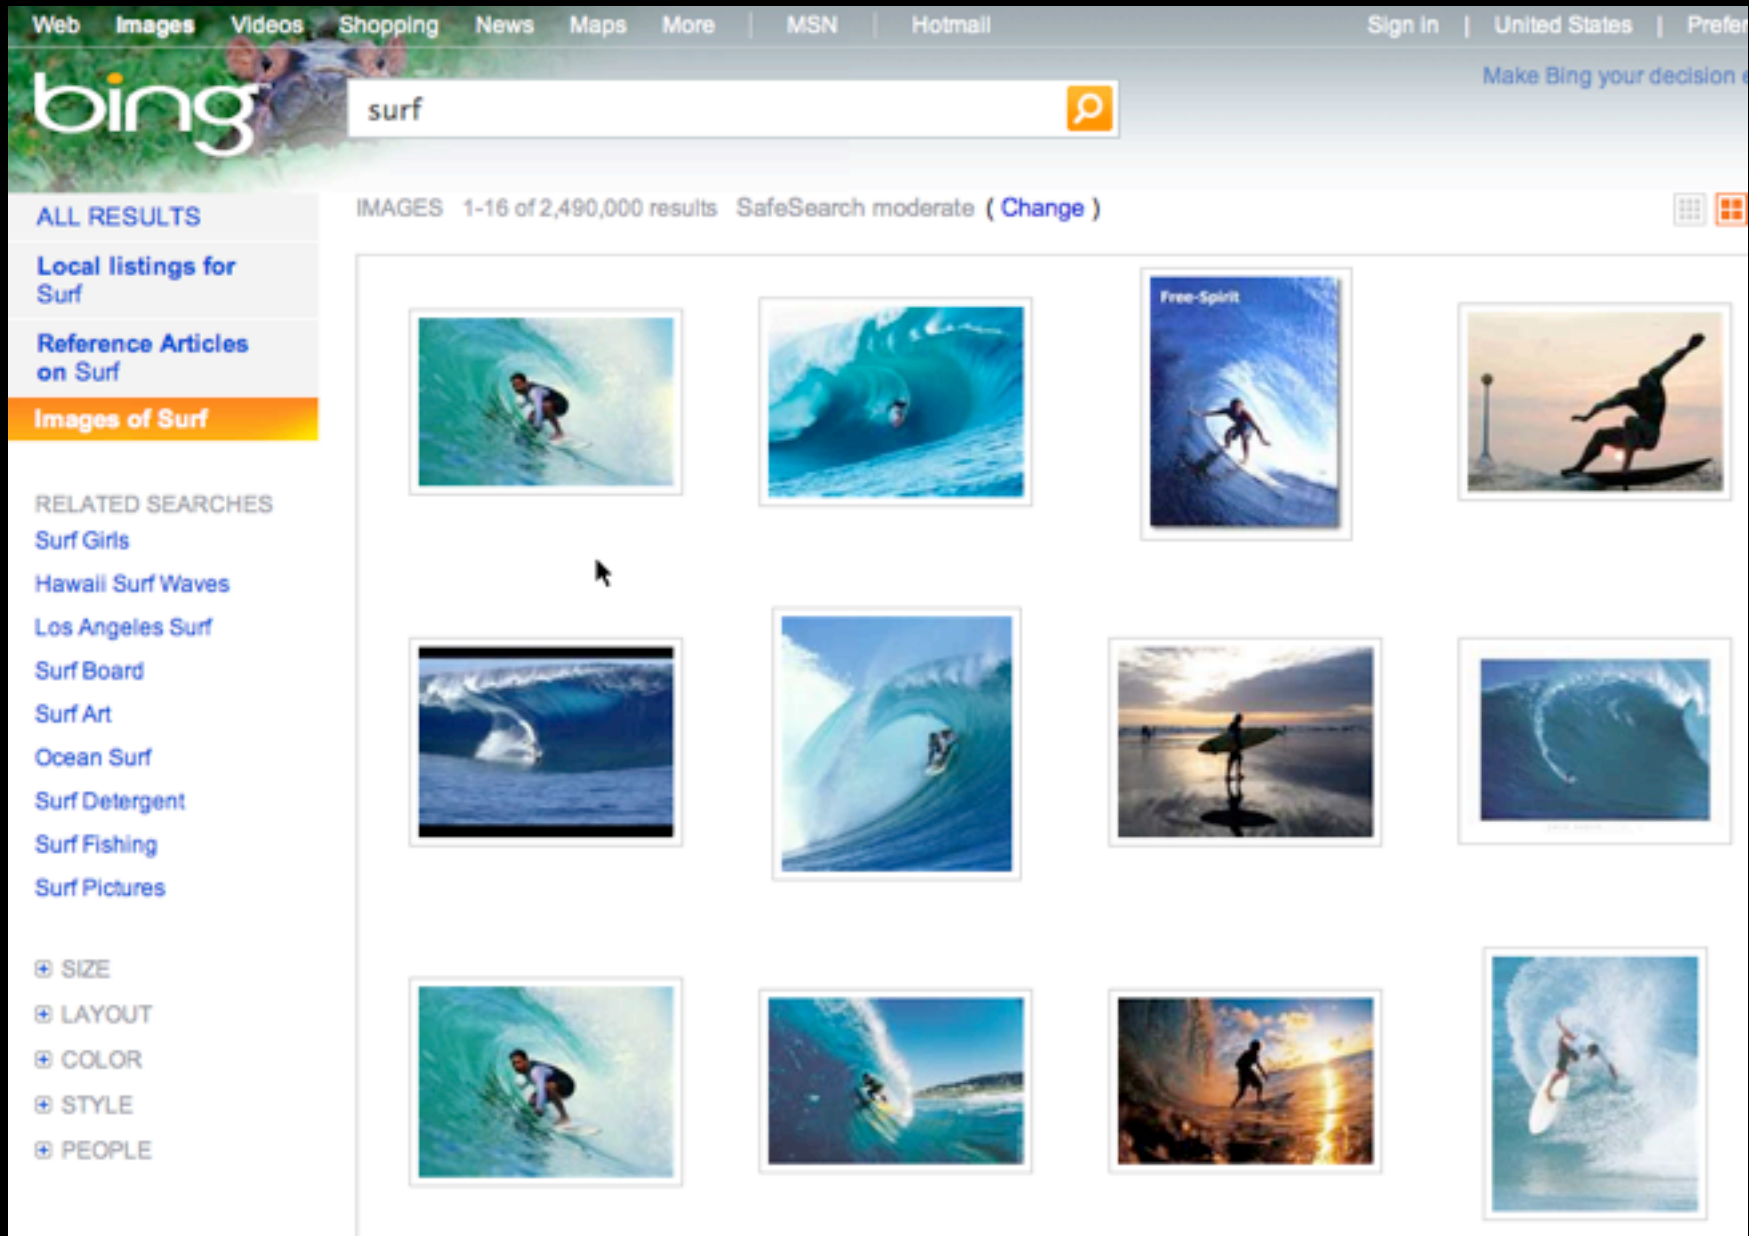 Web Images Videos Shopping News Maps More MSN Hotmail Sign in | United States | Prefer
Make Bing your decision e
bing
surf
ALL RESULTS
IMAGES 1-16 of 2,490,000 results SafeSearch moderate ( Change )
Local listings for
Surf
Reference Articles
on Surf
Images of Surf
RELATED SEARCHES
Surf Girls
Hawaii Surf Waves
Los Angeles Surf
Surf Board
Surf Art
Ocean Surf
Surf Detergent
Surf Fishing
Surf Pictures
SIZE
LAYOUT
COLOR
STYLE
PEOPLE
Free-Spirit